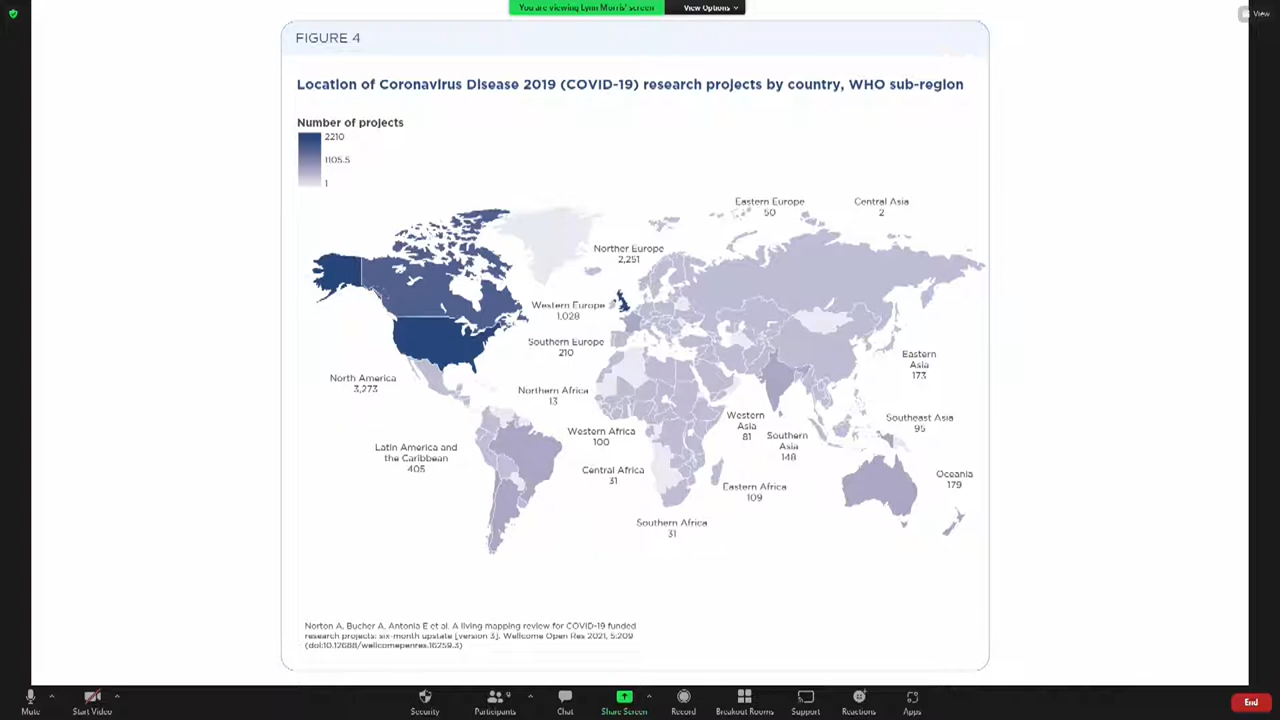 You are viewing Lynn Morris' screen
View Options
View
FIGURE 4
Location of Coronavirus Disease 2019 (COVID-19) research projects by country, WHO sub-region
Number of projects
2210
1105.5
1
Eastern Europe
50
Central Asia
2
Norther Europe
2,251
Western Europe
1,028
Southern Europe
210
North America
3,273
Northern Africa
13
Eastern
Asia
173
Western Africa
100
Western
Asia
81
Southern
Asia
148
Southeast Asia
95
Latin America and
the Caribbean
405
Central Africa
31
Eastern Africa
109
Oceania
179
Southern Africa
31
Norton A, Bucher A, Antonia E et al. A living mapping review for COVID-19 funded
research projects: six-month upstate [version 3]. Wellcome Open Res 2021, 5:209
(doi:10.12688/wellcomeopenres.16259.3)
Mute
Start Video
Security
Participants
9
Chat
Share Screen
Record
Breakout Rooms
Support
Reactions
Apps
End